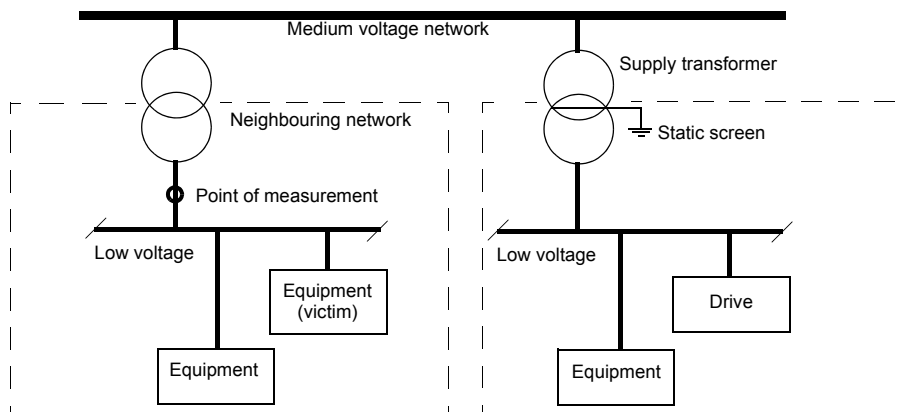 Medium voltage network
Supply transformer
Neighbouring network
Static screen
Point of measurement
Low voltage
Low voltage
Equipment
(victim)
Drive
Equipment
Equipment